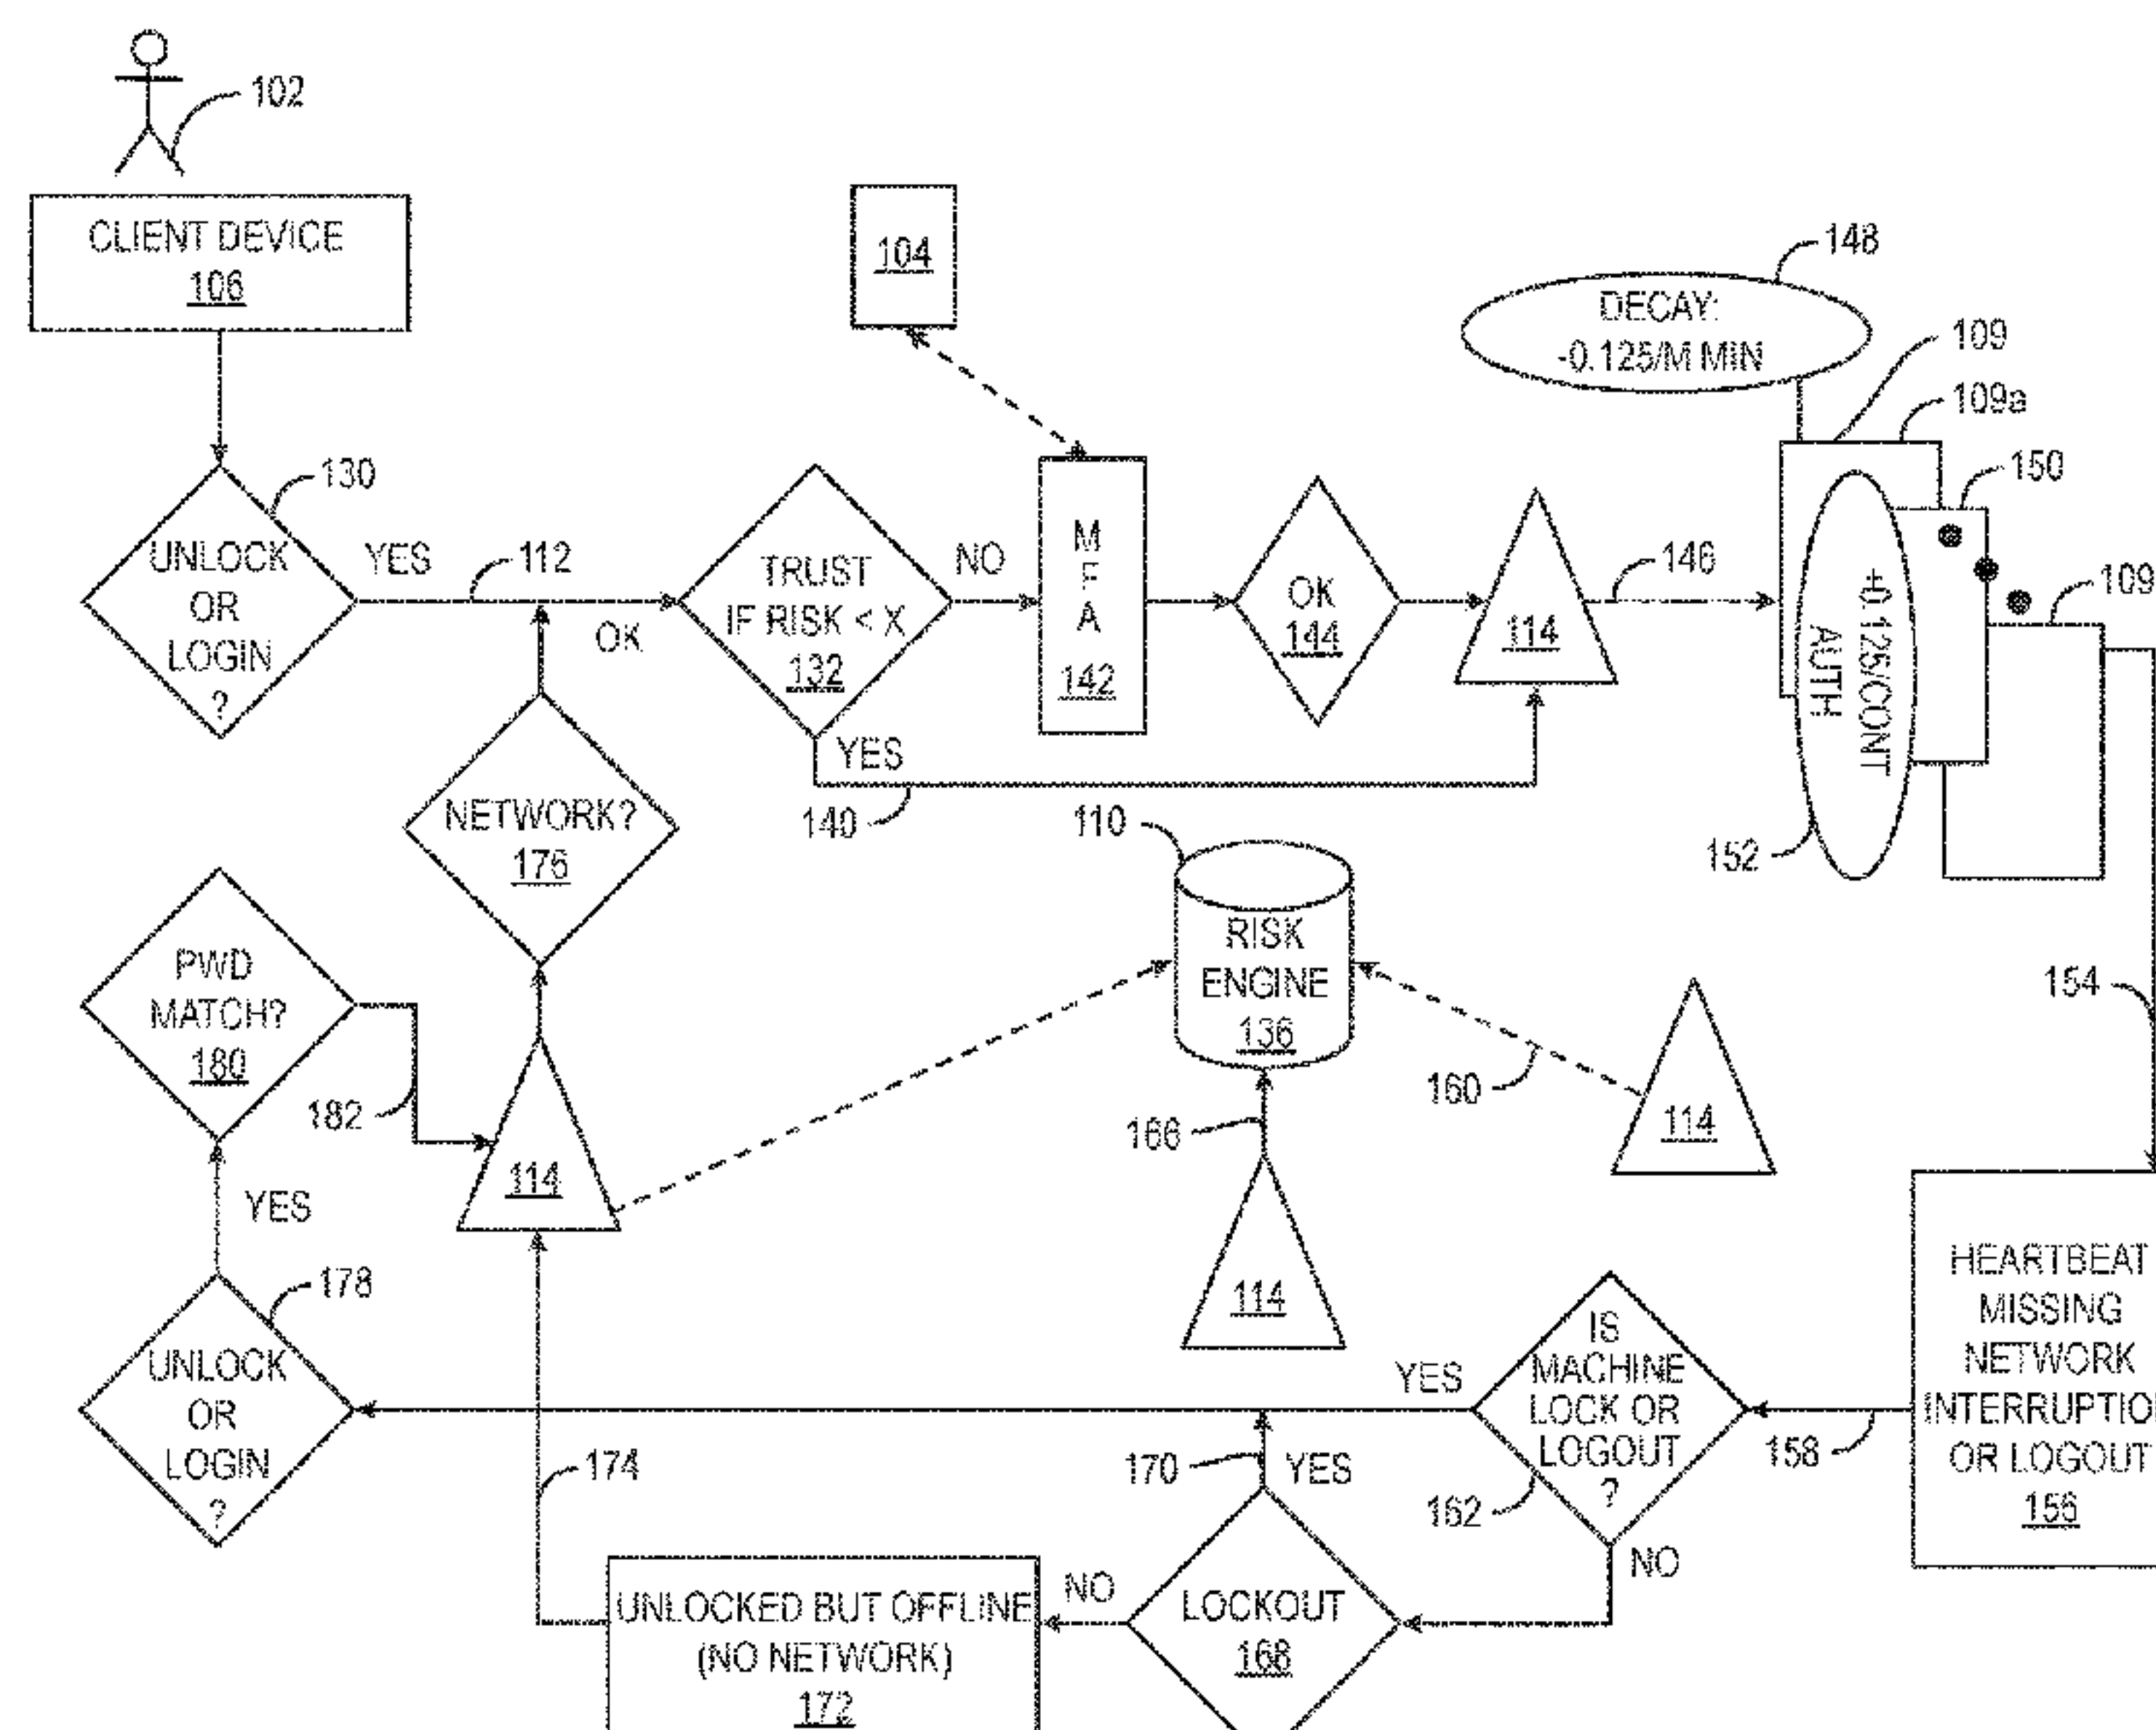 102
CLIENT DEVICE
106
104
148
DECAY:
-0.125/M MIN
109
109a
150
130
UNLOCK
OR
LOGIN
?
YES
112
OK
TRUST
IF RISK < X
132
NO
YES
140
M
F
A
142
OK
144
114
146
+0.125/CONT
AUTH
152
109
154
NETWORK?
176
110
RISK
ENGINE
136
PWD
MATCH?
180
182
114
166
114
160
114
YES
178
UNLOCK
OR
LOGIN
?
174
YES
IS
MACHINE
LOCK OR
LOGOUT
?
162
158
HEARTBEAT
MISSING
NETWORK
INTERRUPTIO
OR LOGOUT
156
170
YES
NO
LOCKOUT
168
NO
UNLOCKED BUT OFFLINE
(NO NETWORK)
172